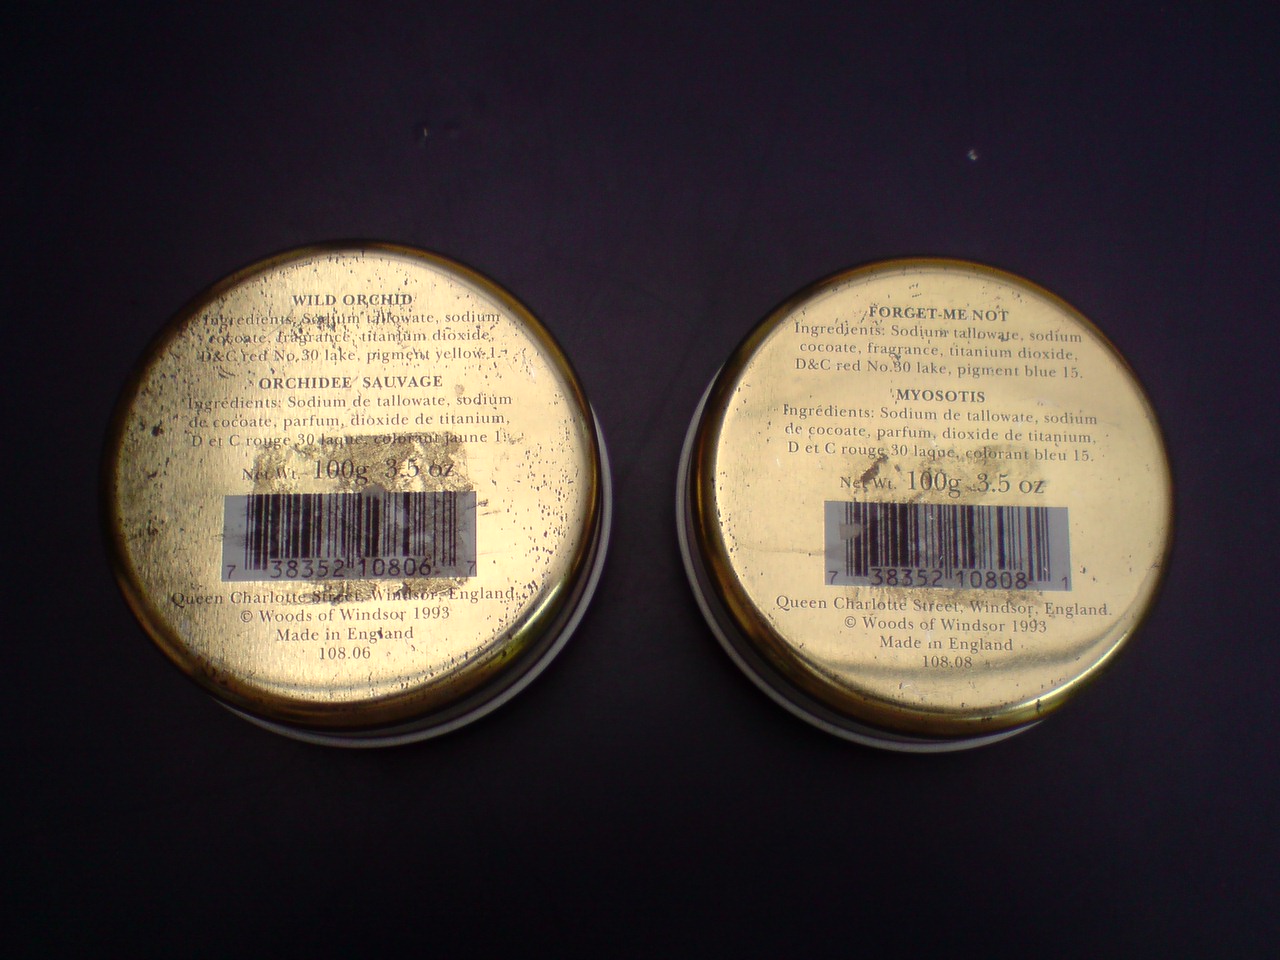 WILD ORCHID
Ingredients: Sodium tallowate, sodium
cocoate, fragrance, titanium dioxide,
D&C red No.30 lake, pigment yellow 1.
ORCHIDEE SAUVAGE
Ingrédients: Sodium de tallowate, sodium
de cocoate, parfum, dioxide de titanium,
D et C rouge 30 laque, colorant jaune 1.
Net Wt. 100g 3.5 oz
7 38352 10806 7
Queen Charlotte Street, Windsor, England.
© Woods of Windsor 1993
Made in England
108.06
FORGET-ME NOT
Ingredients: Sodium tallowate, sodium
cocoate, fragrance, titanium dioxide,
D&C red No.30 lake, pigment blue 15.
MYOSOTIS
Ingrédients: Sodium de tallowate, sodium
de cocoate, parfum, dioxide de titanium,
D et C rouge 30 laque, colorant bleu 15.
Net Wt. 100g 3.5 oz
7 38352 10808 1
Queen Charlotte Street, Windsor, England.
© Woods of Windsor 1993
Made in England
108.08